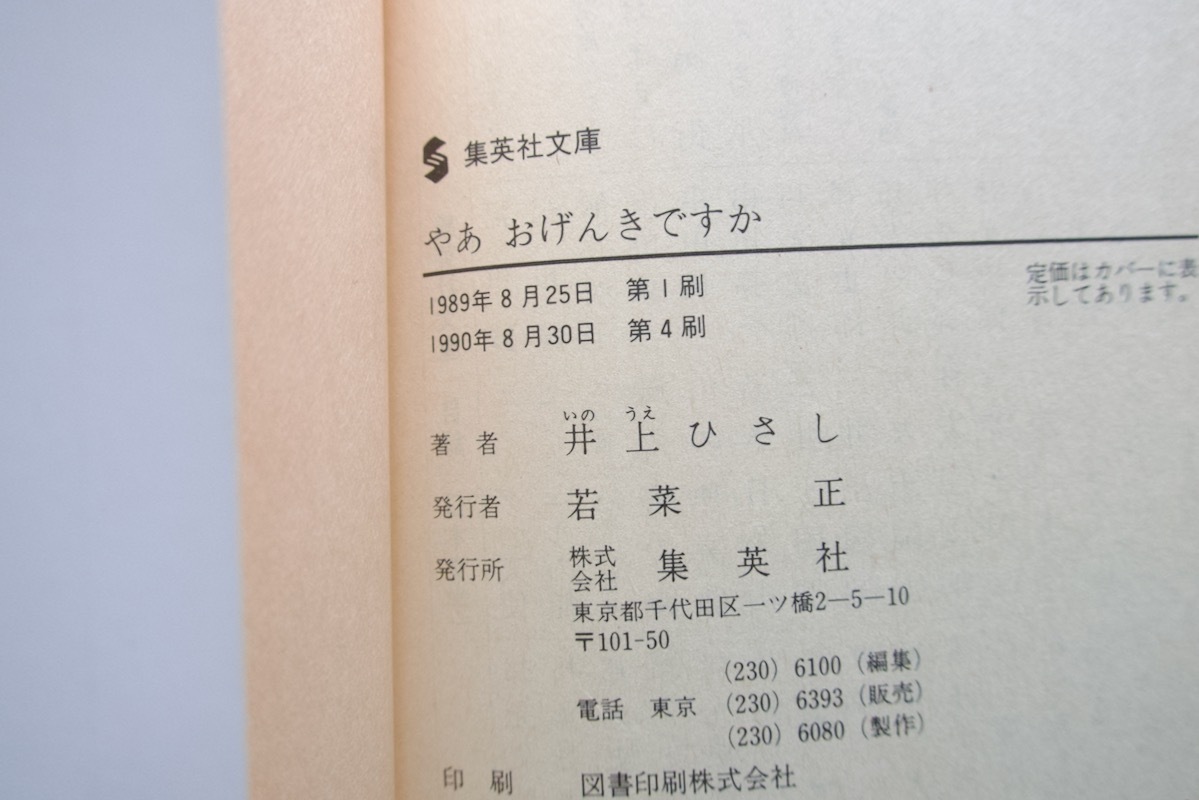 集英社文庫
やあ おげんきですか
定価はカバーに表
示してあります。
1989年8月25日 第1刷
1990年8月30日 第4刷
いの うえ
著者 井上ひさし
発行者 若菜 正
発行所 株式会社 集英社
東京都千代田区一ツ橋2―5―10
〒101-50
(230) 6100 (編集)
電話 東京 (230) 6393 (販売)
(230) 6080 (製作)
印刷 図書印刷株式会社